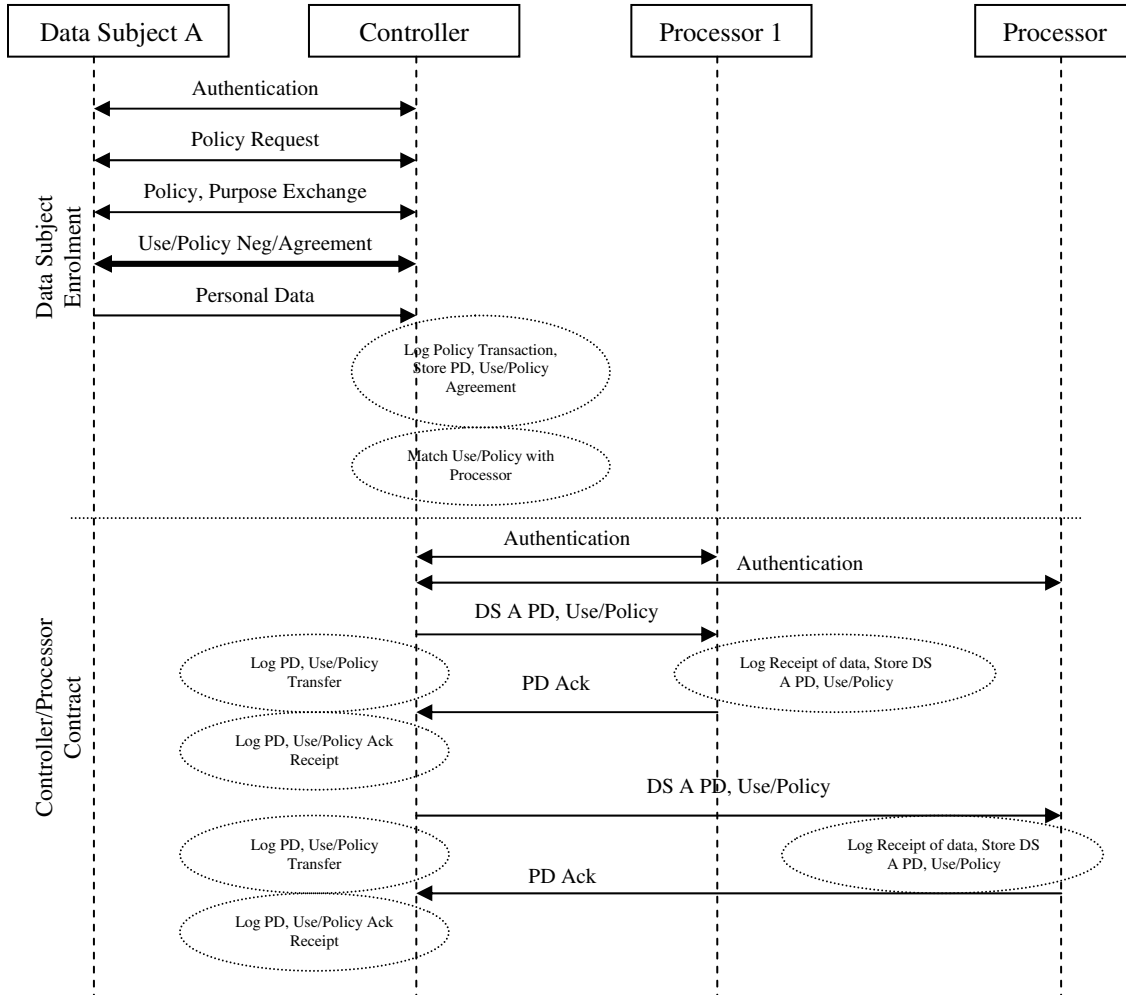 Data Subject A
Controller
Processor 1
Processor
Authentication
Policy Request
Policy, Purpose Exchange
Use/Policy Neg/Agreement
Personal Data
Data Subject
Enrolment
Log Policy Transaction,
Store PD, Use/Policy
Agreement
Match Use/Policy with
Processor
Authentication
Authentication
DS A PD, Use/Policy
Log PD, Use/Policy
Transfer
Log Receipt of data, Store DS
A PD, Use/Policy
PD Ack
Log PD, Use/Policy Ack
Receipt
Controller/Processor
Contract
DS A PD, Use/Policy
Log PD, Use/Policy
Transfer
Log Receipt of data, Store DS
A PD, Use/Policy
PD Ack
Log PD, Use/Policy Ack
Receipt